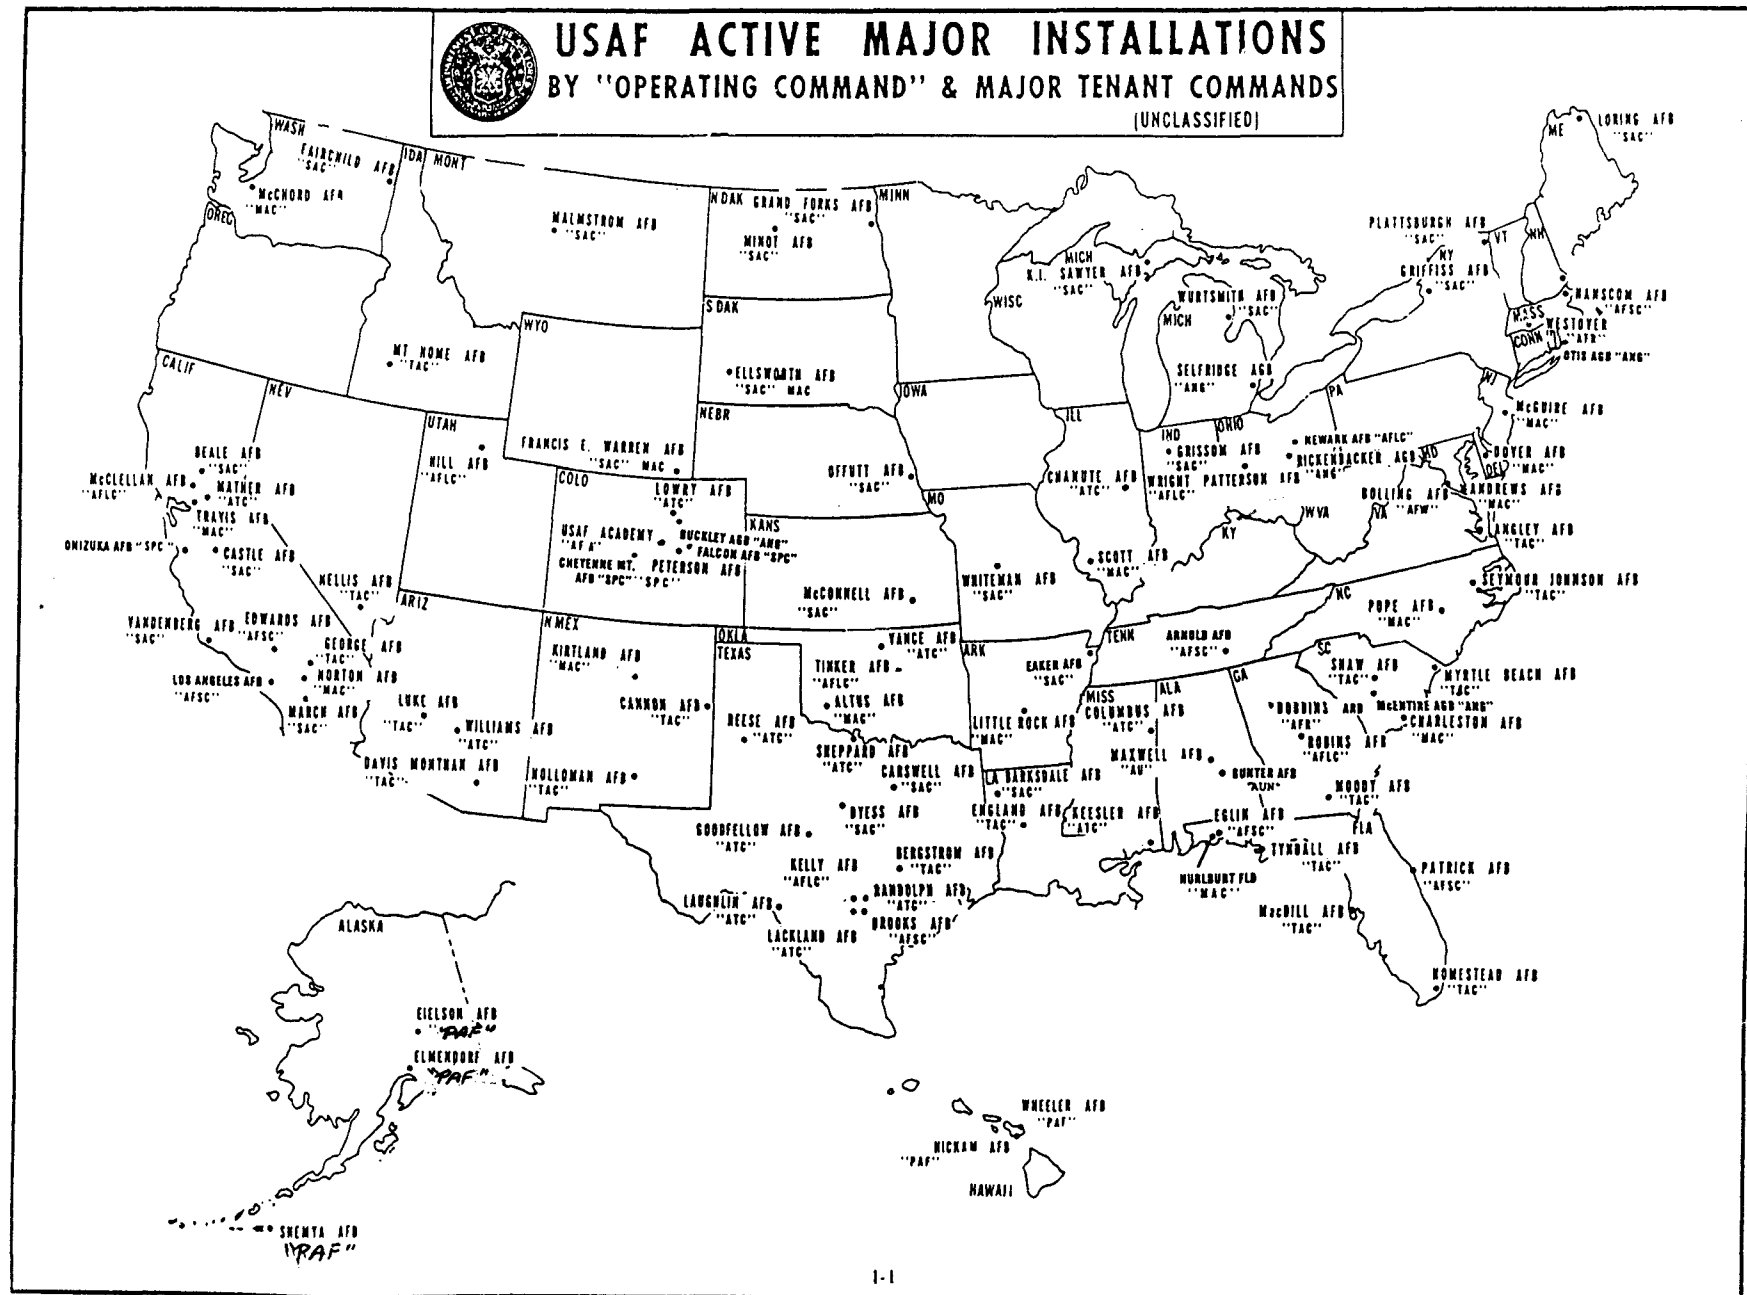 USAF ACTIVE MAJOR INSTALLATIONS
BY "OPERATING COMMAND" & MAJOR TENANT COMMANDS
(UNCLASSIFIED)
WASH
FAIRCHILD AFB
"SAC"
McCHORD AFB
"MAC"
OREG
IDA
MONT
MALMSTROM AFB
"SAC"
N DAK
GRAND FORKS AFB
"SAC"
MINOT AFB
"SAC"
MINN
S DAK
ELLSWORTH AFB
"SAC" MAC
WYO
MT HOME AFB
"TAC"
CALIF
NEV
UTAH
HILL AFB
"AFLC"
FRANCIS E. WARREN AFB
"SAC" MAC
NEBR
OFFUTT AFB
"SAC"
IOWA
WISC
MICH
K.I. SAWYER AFB
"SAC"
MICH
WURTSMITH AFB
"SAC"
SELFRIDGE AGB
"ANG"
ME
LORING AFB
"SAC"
PLATTSBURGH AFB
"SAC"
VT
NH
NY
GRIFFISS AFB
"SAC"
HANSCOM AFB
"AFSC"
MASS
WESTOVER
"AFR"
CONN
OTIS AGB "ANG"
NJ
McGUIRE AFB
"MAC"
PA
DOVER AFB
"MAC"
DEL
MD
ANDREWS AFB
"MAC"
BOLLING AFB
"AFW"
VA
WVA
LANGLEY AFB
"TAC"
ILL
IND
OHIO
GRISSOM AFB
"SAC"
NEWARK AFB "AFLC"
RICKENBACKER AGB
"ANG"
WRIGHT PATTERSON AFB
"AFLC"
CHANUTE AFB
"ATC"
KY
SCOTT AFB
"MAC"
MO
WHITEMAN AFB
"SAC"
KANS
McCONNELL AFB
"SAC"
COLO
LOWRY AFB
"ATC"
USAF ACADEMY
"AFA"
BUCKLEY AGB "ANG"
FALCON AFB "SPC"
CHEYENNE MT.
AFB "SPC"
PETERSON AFB
"SPC"
BEALE AFB
"SAC"
McCLELLAN AFB
"AFLC"
MATHER AFB
"ATC"
TRAVIS AFB
"MAC"
ONIZUKA AFB "SPC"
CASTLE AFB
"SAC"
NELLIS AFB
"TAC"
VANDENBERG AFB
"SAC"
EDWARDS AFB
"AFSC"
GEORGE AFB
"TAC"
LOS ANGELES AFB
"AFSC"
NORTON AFB
"MAC"
MARCH AFB
"SAC"
ARIZ
LUKE AFB
"TAC"
WILLIAMS AFB
"ATC"
DAVIS MONTHAN AFB
"TAC"
N MEX
KIRTLAND AFB
"MAC"
CANNON AFB
"TAC"
HOLLOMAN AFB
"TAC"
OKLA
TEXAS
VANCE AFB
"ATC"
TINKER AFB
"AFLC"
ALTUS AFB
"MAC"
REESE AFB
"ATC"
SHEPPARD AFB
"ATC"
CARSWELL AFB
"SAC"
DYESS AFB
"SAC"
GOODFELLOW AFB
"ATC"
BERGSTROM AFB
"TAC"
KELLY AFB
"AFLC"
RANDOLPH AFB
"ATC"
LAUGHLIN AFB
"ATC"
BROOKS AFB
"AFSC"
LACKLAND AFB
"ATC"
ARK
EAKER AFB
"SAC"
LITTLE ROCK AFB
"MAC"
LA
BARKSDALE AFB
"SAC"
ENGLAND AFB
"TAC"
TENN
ARNOLD AFB
"AFSC"
MISS
COLUMBUS AFB
"ATC"
KEESLER AFB
"ATC"
ALA
MAXWELL AFB
"AU"
GUNTER AFB
"AUN"
GA
DOBBINS ARB
"AFR"
ROBINS AFB
"AFLC"
MOODY AFB
"TAC"
NC
SEYMOUR JOHNSON AFB
"TAC"
POPE AFB
"MAC"
SC
SHAW AFB
"TAC"
MYRTLE BEACH AFB
"TAC"
McENTIRE AGB "ANG"
CHARLESTON AFB
"MAC"
FLA
EGLIN AFB
"AFSC"
HURLBURT FLD
"MAC"
TYNDALL AFB
"TAC"
PATRICK AFB
"AFSC"
MacDILL AFB
"TAC"
HOMESTEAD AFB
"TAC"
ALASKA
EIELSON AFB
"PAF"
ELMENDORF AFB
"PAF"
SHEMYA AFB
"PAF"
WHEELER AFB
"PAF"
HICKAM AFB
"PAF"
HAWAII
1-1